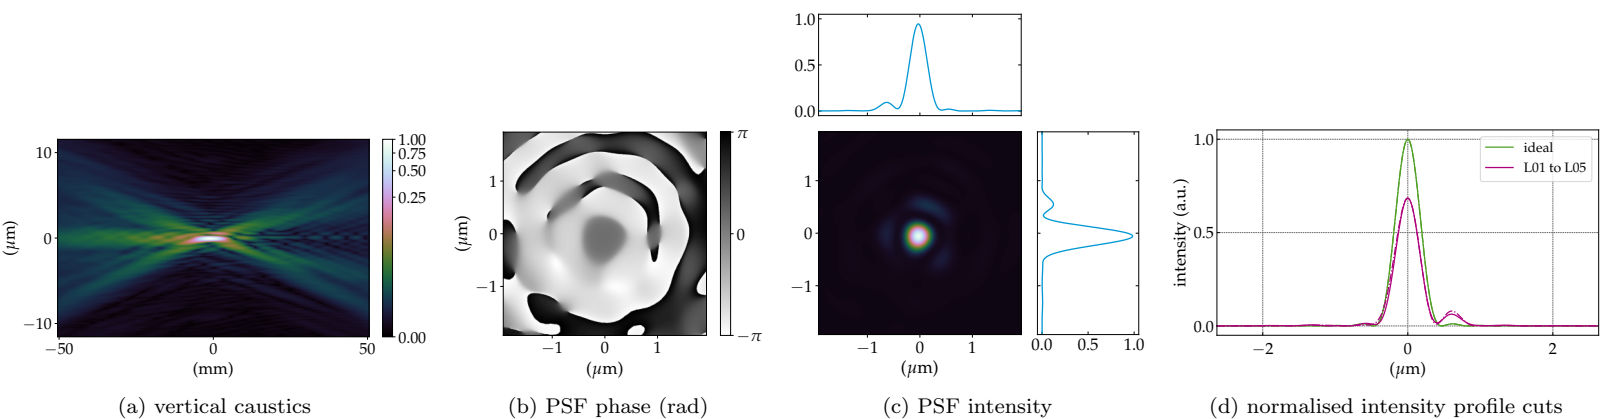 10
0
−10
−50
0
50
(mm)
(μm)
1.00
0.75
0.50
0.25
0.00
(a) vertical caustics
1
0
−1
−1
0
1
(μm)
(μm)
π
0
−π
(b) PSF phase (rad)
1.0
0.5
0.0
1
0
−1
−1
0
1
(μm)
0.0
0.5
1.0
(c) PSF intensity
1.0
0.5
0.0
intensity (a.u.)
ideal
L01 to L05
−2
0
2
(μm)
(d) normalised intensity profile cuts